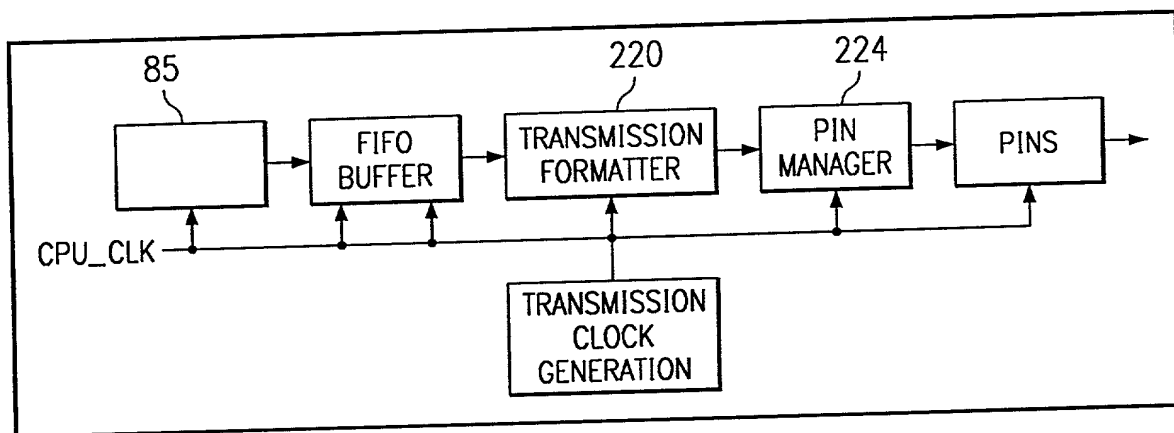 85
220
224
FIFO
BUFFER
TRANSMISSION
FORMATTER
PIN
MANAGER
PINS
CPU_CLK
TRANSMISSION
CLOCK
GENERATION